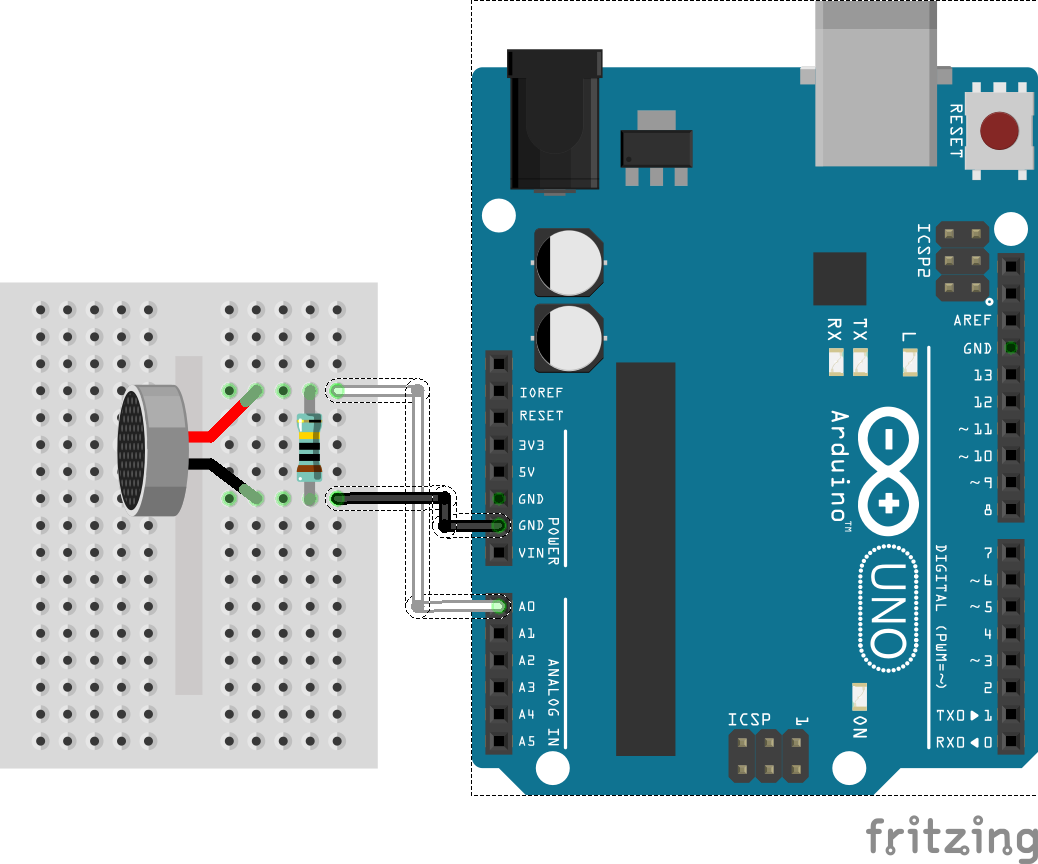 RESET
ICSP2
AREF
GND
13
12
~11
~10
~9
8
7
~6
~5
4
~3
2
TX0▶1
RX0◀0
RX
TX
L
IOREF
RESET
3V3
5V
GND
GND
VIN
POWER
A0
A1
A2
A3
A4
A5
ANALOG IN
Arduino™
UNO
DIGITAL (PWM=~)
ON
ICSP
1
fritzing